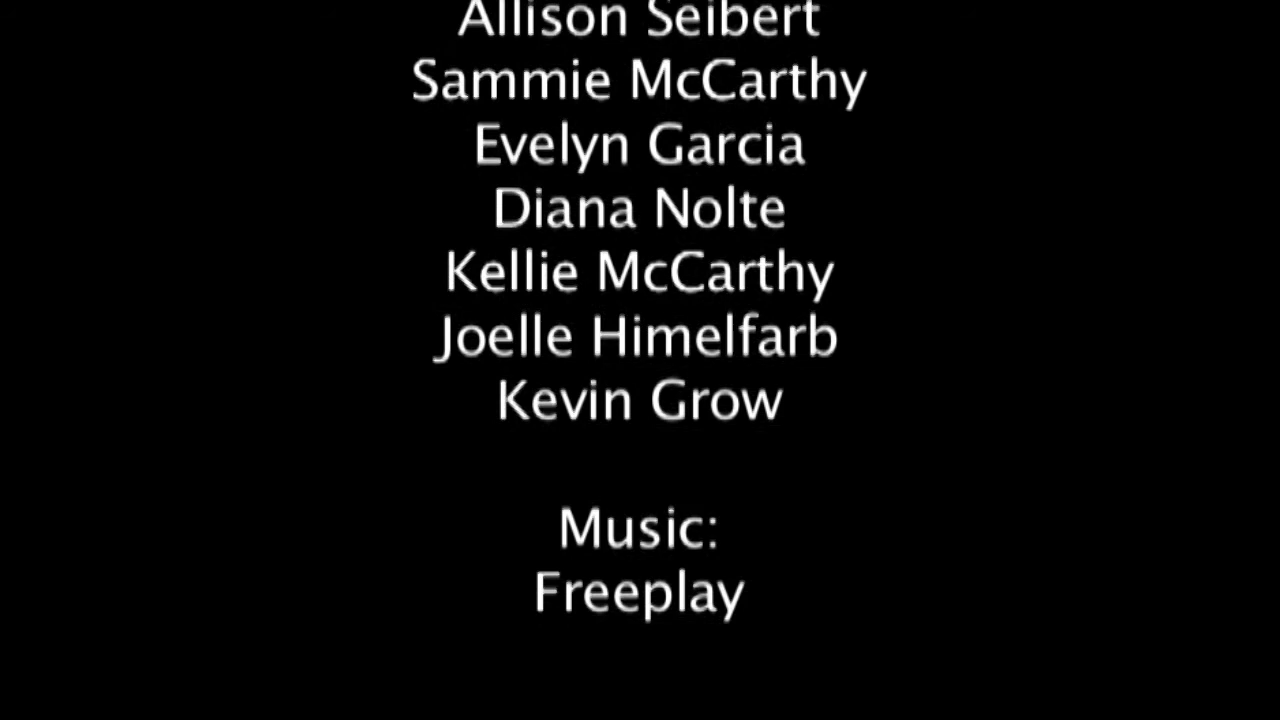 Allison Seibert
Sammie McCarthy
Evelyn Garcia
Diana Nolte
Kellie McCarthy
Joelle Himelfarb
Kevin Grow
Music:
Freeplay